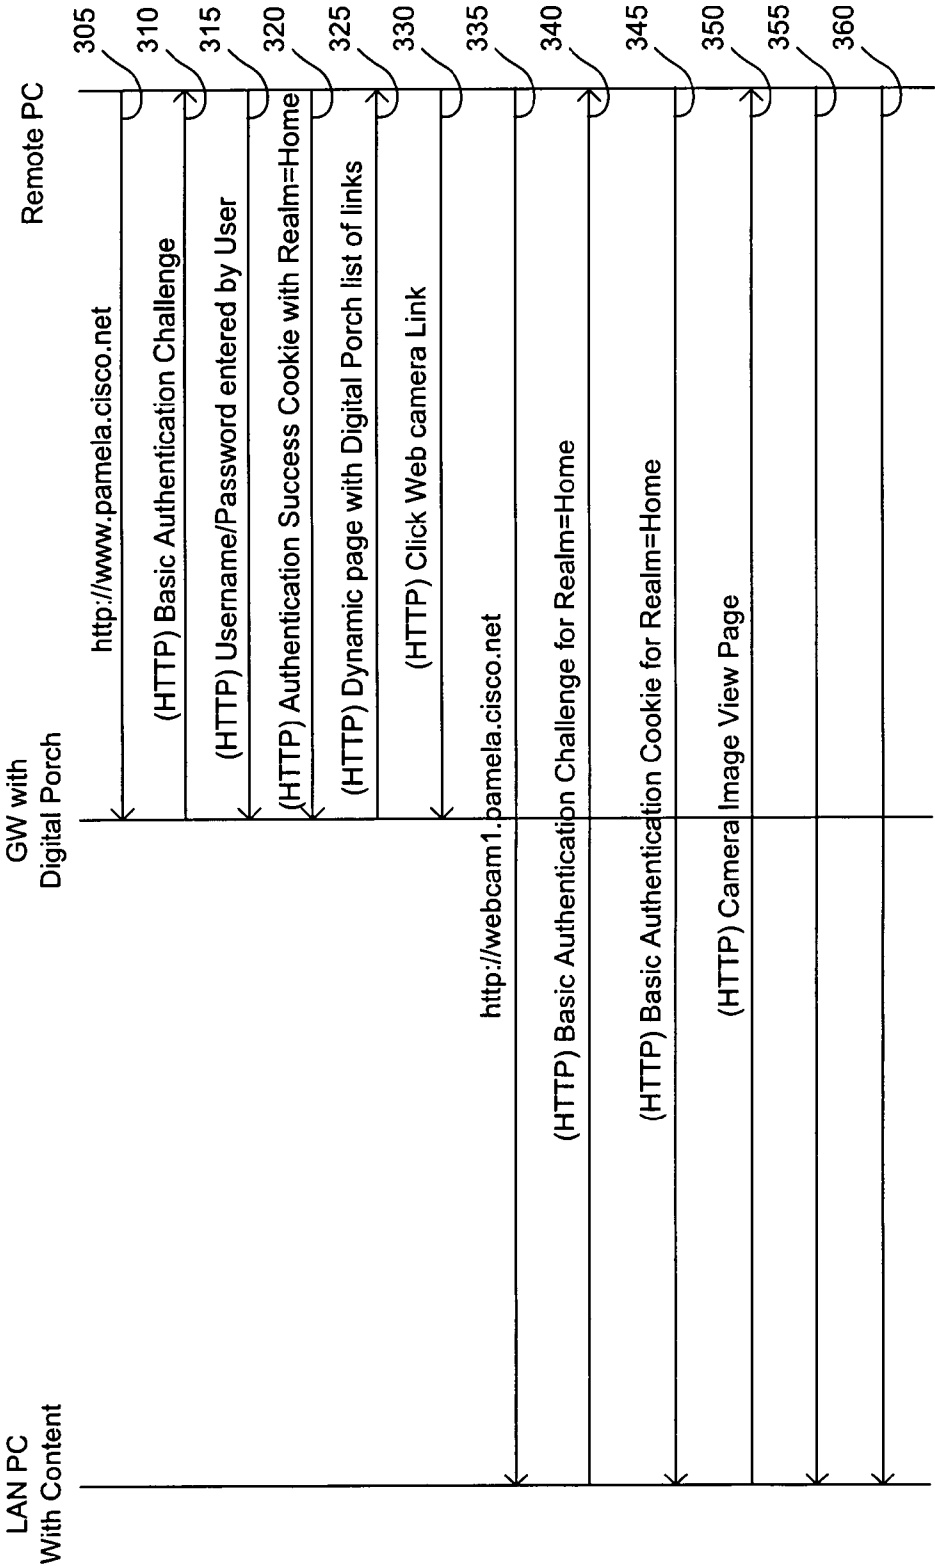 LAN PC
With Content
GW with
Digital Porch
Remote PC
http://www.pamela.cisco.net
305
(HTTP) Basic Authentication Challenge
310
(HTTP) Username/Password entered by User
315
(HTTP) Authentication Success Cookie with Realm=Home
320
(HTTP) Dynamic page with Digital Porch list of links
325
(HTTP) Click Web camera Link
330
http://webcam1.pamela.cisco.net
335
(HTTP) Basic Authentication Challenge for Realm=Home
340
(HTTP) Basic Authentication Cookie for Realm=Home
345
(HTTP) Camera Image View Page
350
355
360